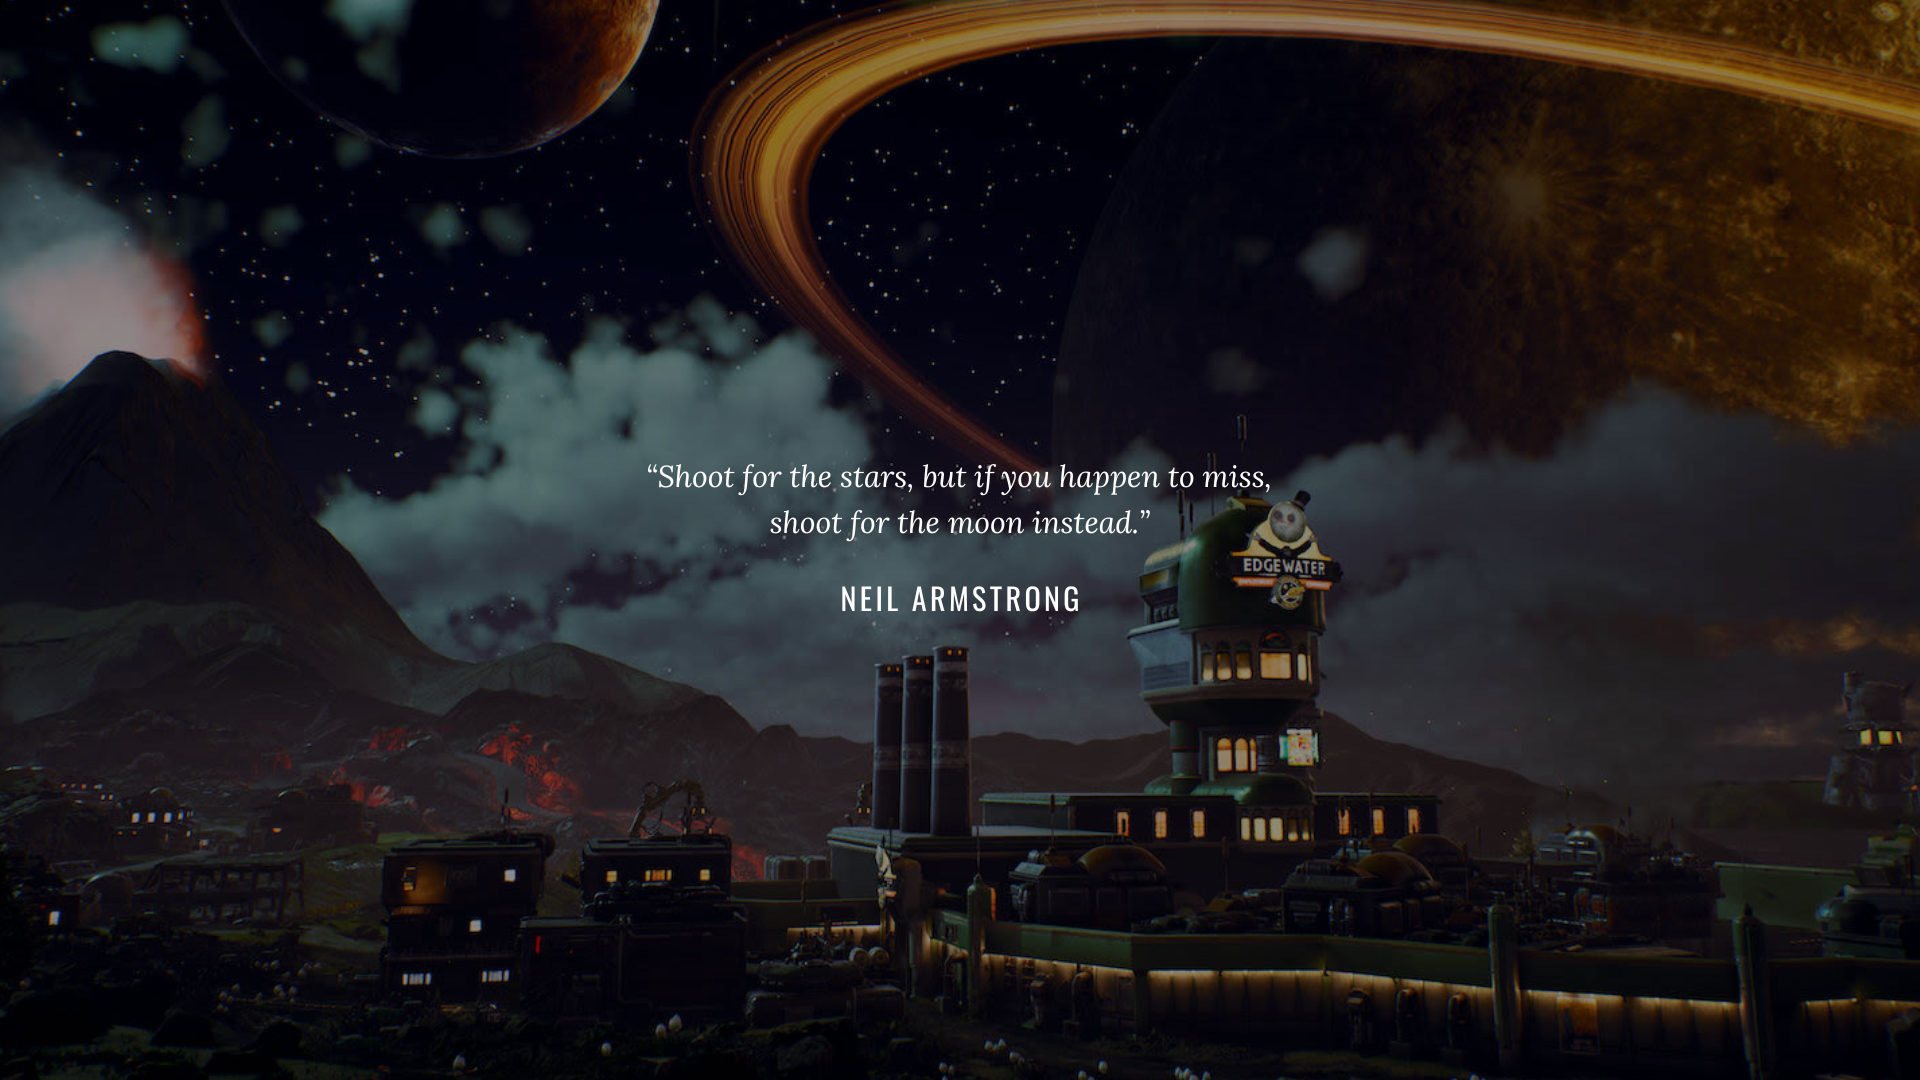 “Shoot for the stars, but if you happen to miss,
shoot for the moon instead.”
NEIL ARMSTRONG
EDGEWATER